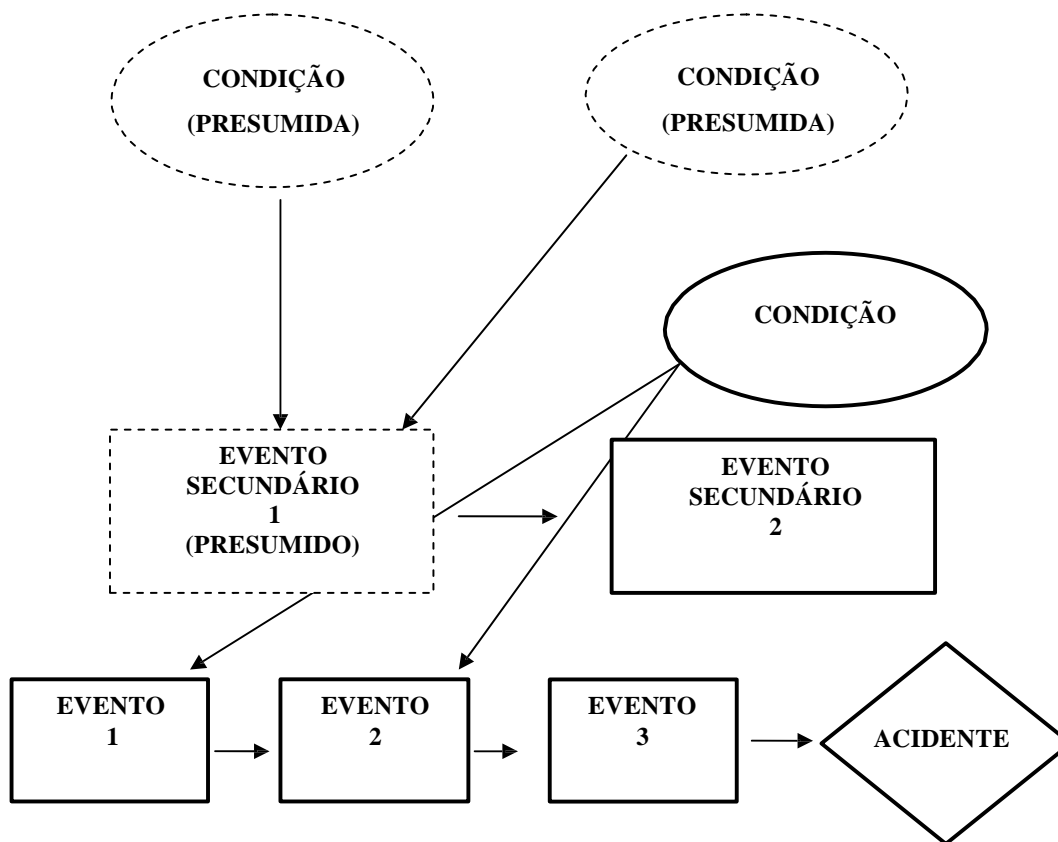 CONDIÇÃO
(PRESUMIDA)
CONDIÇÃO
(PRESUMIDA)
CONDIÇÃO
EVENTO
SECUNDÁRIO
1
(PRESUMIDO)
EVENTO
SECUNDÁRIO
2
EVENTO
1
EVENTO
2
EVENTO
3
ACIDENTE